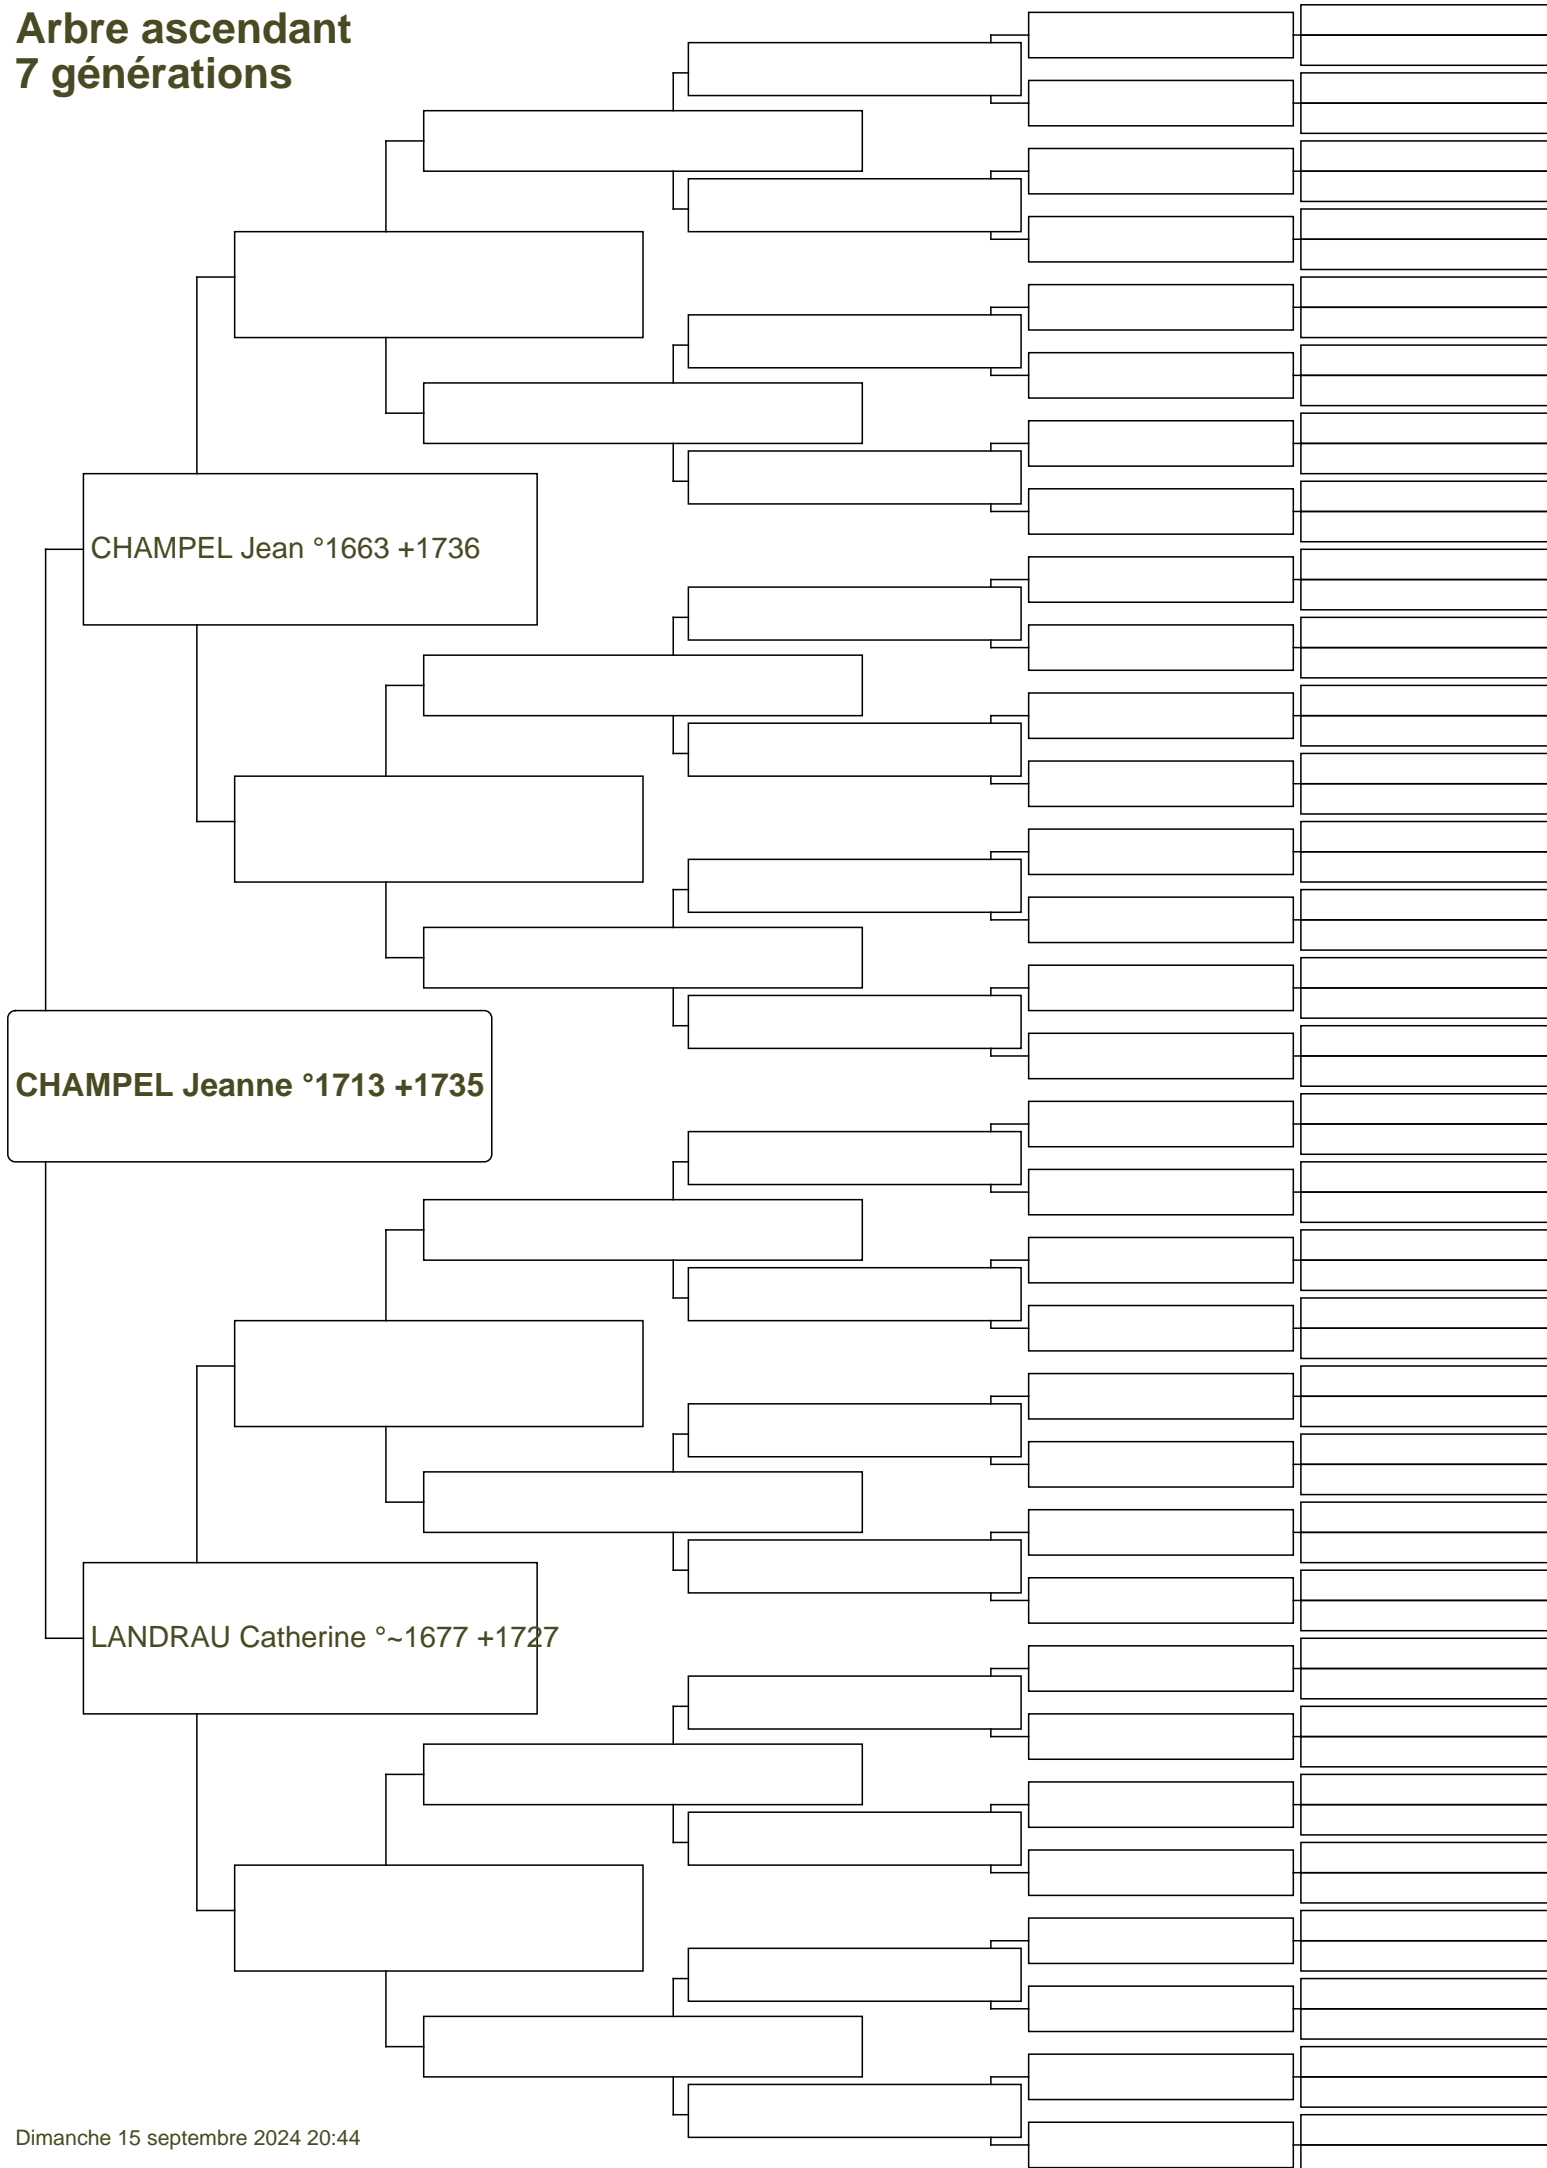 Arbre ascendant
7 générations
CHAMPEL Jean °1663 +1736
CHAMPEL Jeanne °1713 +1735
LANDRAU Catherine °~1677 +1727
Dimanche 15 septembre 2024 20:44